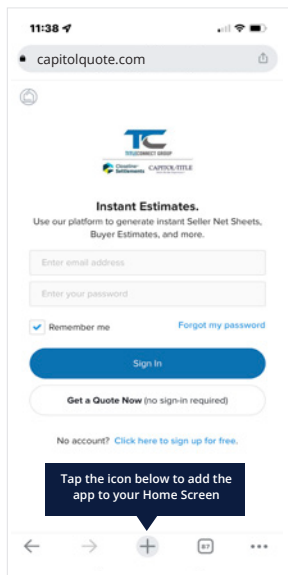 11:38
capitolquote.com
TC
TITLECONNECT GROUP
Clearline Settlements
CAPITOL TITLE
Instant Estimates.
Use our platform to generate instant Seller Net Sheets,
Buyer Estimates, and more.
Enter email address
Enter your password
Remember me
Forgot my password
Sign In
Get a Quote Now (no sign-in required)
No account? Click here to sign up for free.
Tap the icon below to add the
app to your Home Screen
87